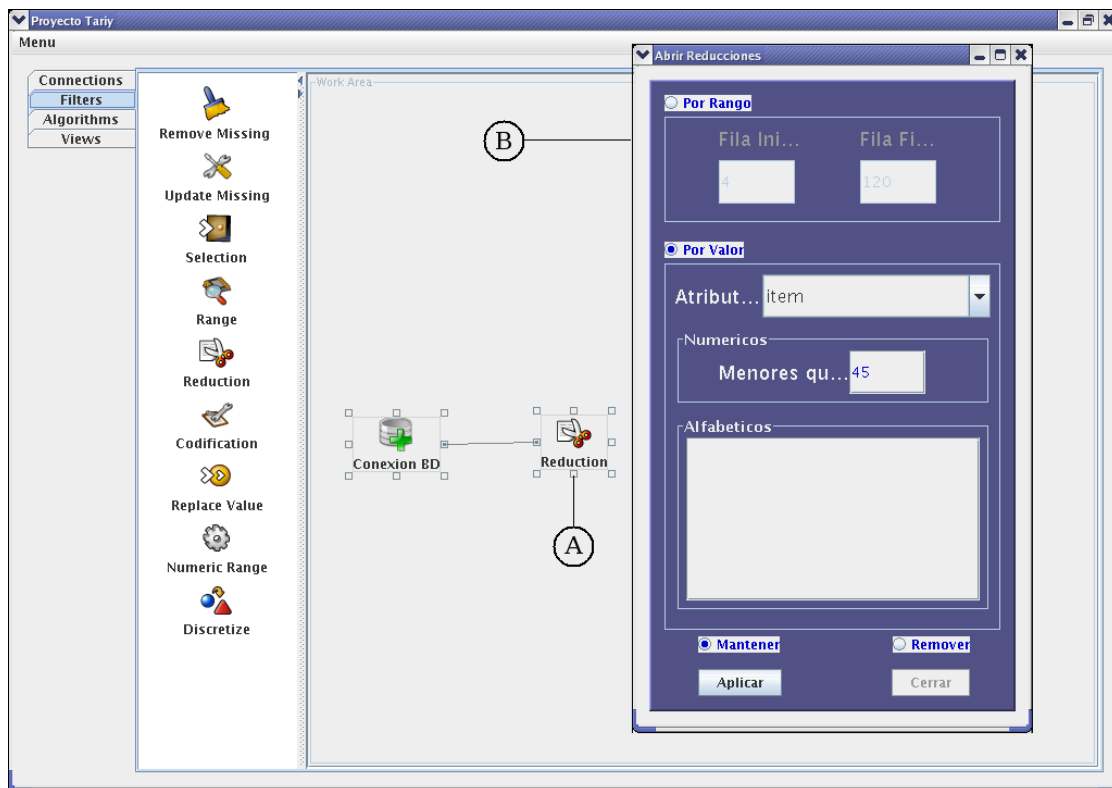 Proyecto Tariy
Menu
Connections
Filters
Algorithms
Views
Remove Missing
Update Missing
Selection
Range
Reduction
Codification
Replace Value
Numeric Range
Discretize
Work Area
Conexion BD
Reduction
A
B
Abrir Reducciones
Por Rango
Fila Ini... Fila Fi...
4 120
Por Valor
Atribut... item
Numericos
Menores qu... 45
Alfabeticos
Mantener Remover
Aplicar Cerrar